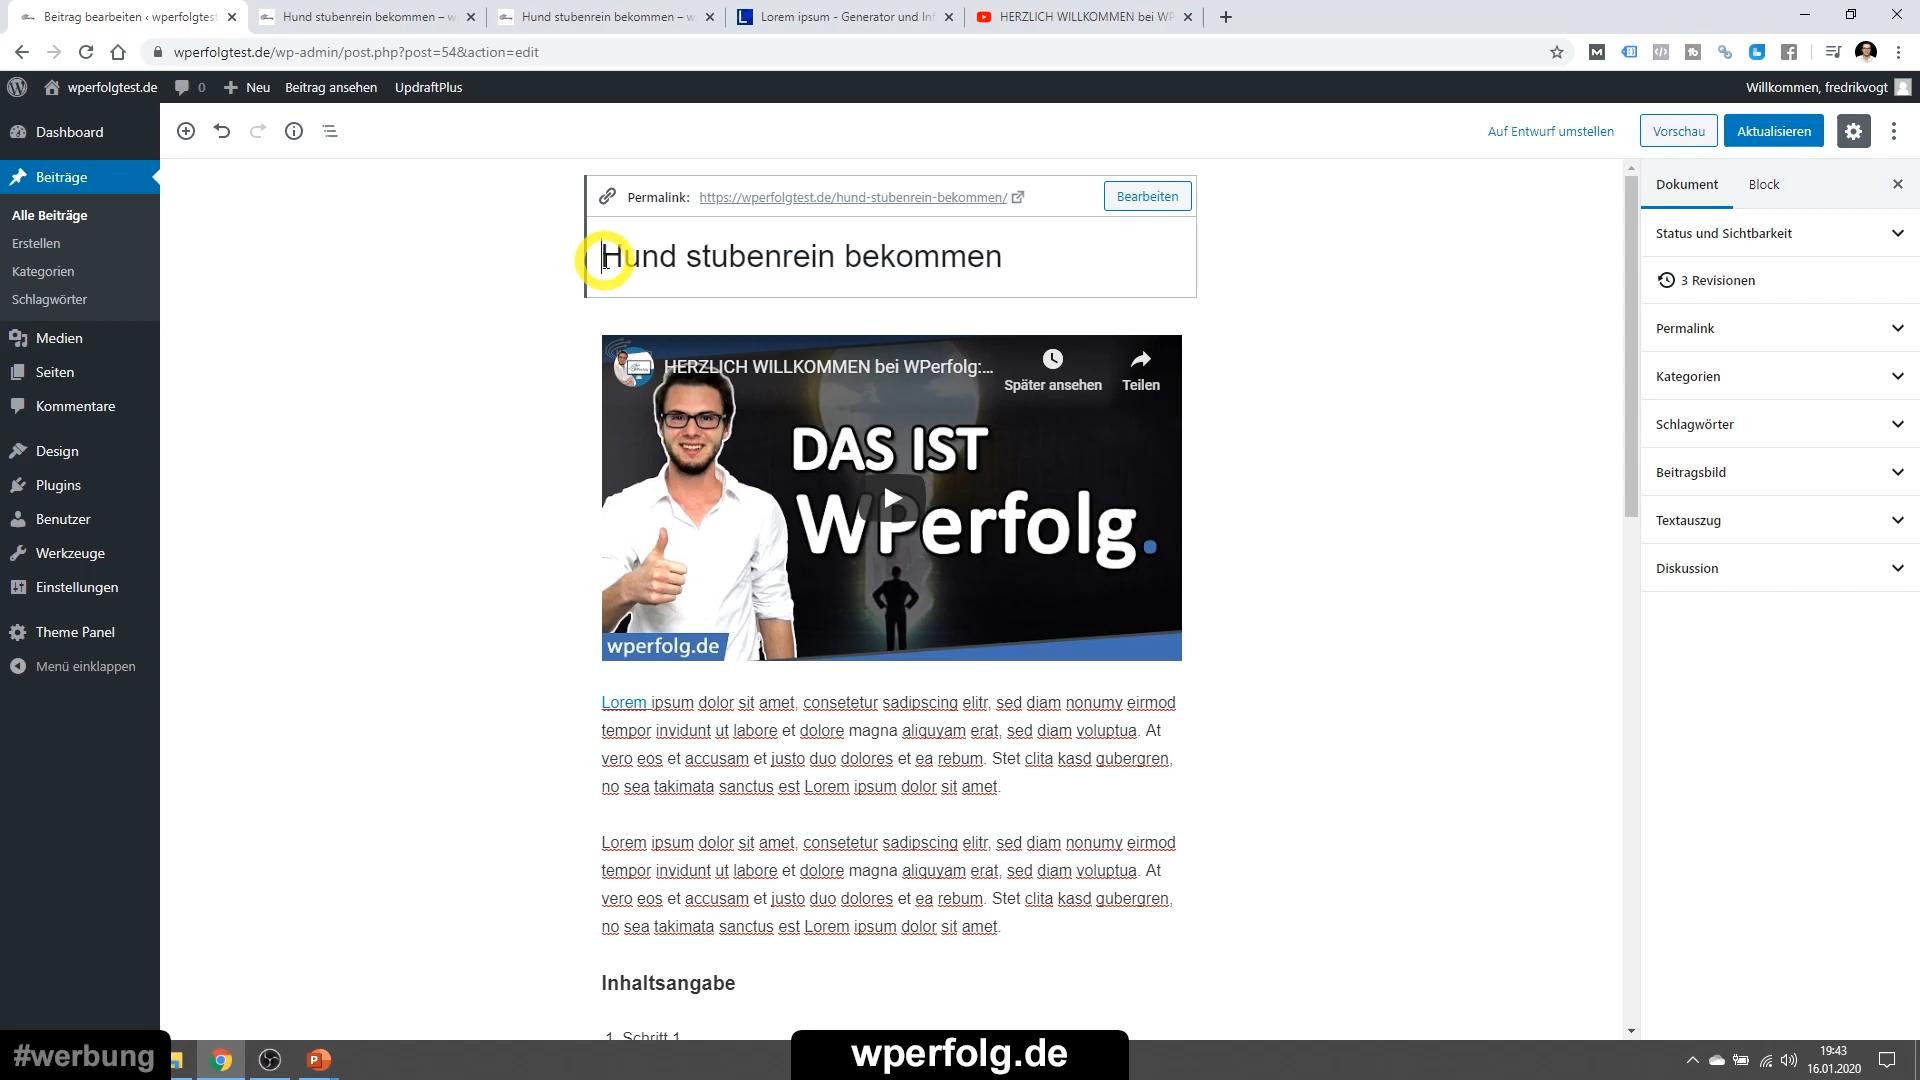 Beitrag bearbeiten ‹ wperfolgtest
Hund stubenrein bekommen – w
Hund stubenrein bekommen – w
Lorem ipsum - Generator und Inf
HERZLICH WILLKOMMEN bei WP
wperfolgtest.de/wp-admin/post.php?post=54&action=edit
wperfolgtest.de
0
Neu
Beitrag ansehen
UpdraftPlus
Willkommen, fredrikvogt
Dashboard
Beiträge
Alle Beiträge
Erstellen
Kategorien
Schlagwörter
Medien
Seiten
Kommentare
Design
Plugins
Benutzer
Werkzeuge
Einstellungen
Theme Panel
Menü einklappen
Auf Entwurf umstellen
Vorschau
Aktualisieren
Permalink: https://wperfolgtest.de/hund-stubenrein-bekommen/
Bearbeiten
Hund stubenrein bekommen
HERZLICH WILLKOMMEN bei WPerfolg:...
Später ansehen
Teilen
DAS IST
WPerfolg.
wperfolg.de
Lorem ipsum dolor sit amet, consetetur sadipscing elitr, sed diam nonumy eirmod
tempor invidunt ut labore et dolore magna aliquyam erat, sed diam voluptua. At
vero eos et accusam et justo duo dolores et ea rebum. Stet clita kasd gubergren,
no sea takimata sanctus est Lorem ipsum dolor sit amet.
Lorem ipsum dolor sit amet, consetetur sadipscing elitr, sed diam nonumy eirmod
tempor invidunt ut labore et dolore magna aliquyam erat, sed diam voluptua. At
vero eos et accusam et justo duo dolores et ea rebum. Stet clita kasd gubergren,
no sea takimata sanctus est Lorem ipsum dolor sit amet.
Inhaltsangabe
1. Schritt 1
Dokument
Block
Status und Sichtbarkeit
3 Revisionen
Permalink
Kategorien
Schlagwörter
Beitragsbild
Textauszug
Diskussion
#werbung
wperfolg.de
19:43
16.01.2020